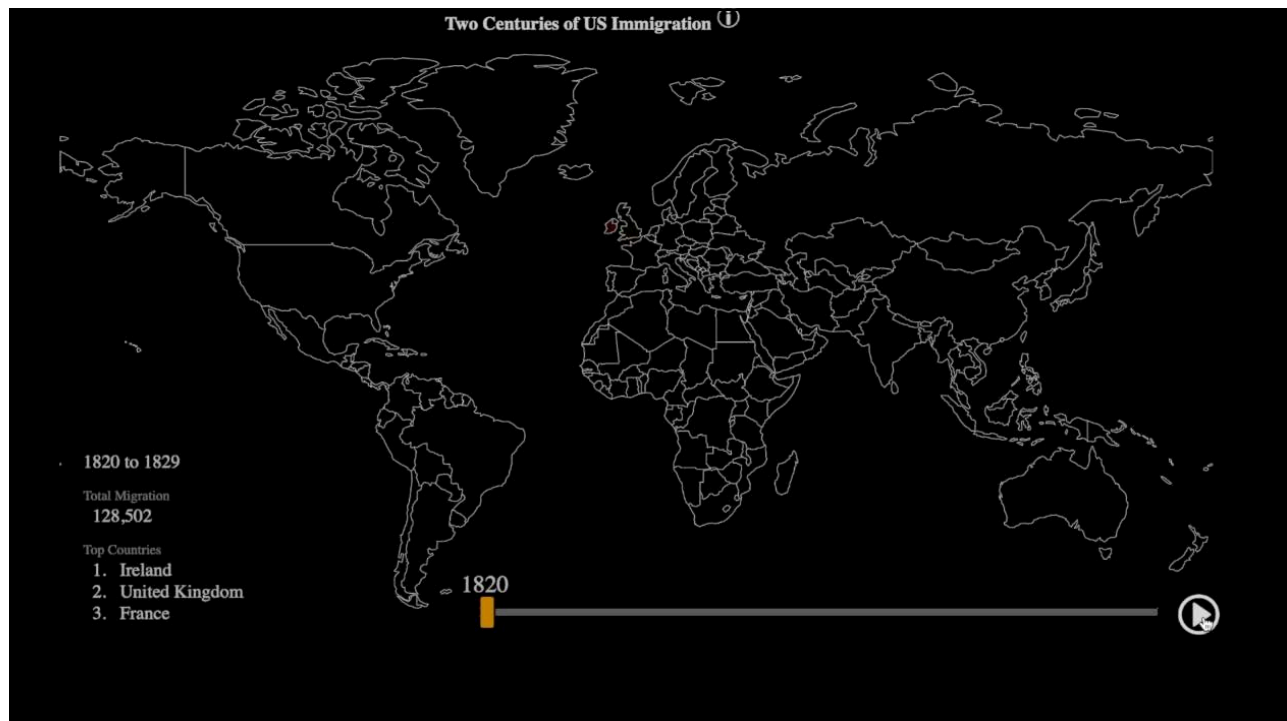 Two Centuries of US Immigration ⓘ
1820 to 1829
Total Migration
128,502
Top Countries
1. Ireland
2. United Kingdom
3. France
1820